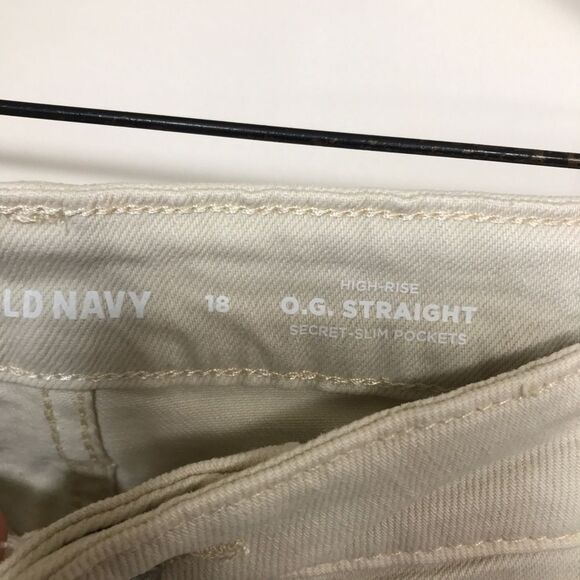 LD NAVY
18
HIGH-RISE
O.G. STRAIGHT
SECRET-SLIM POCKETS